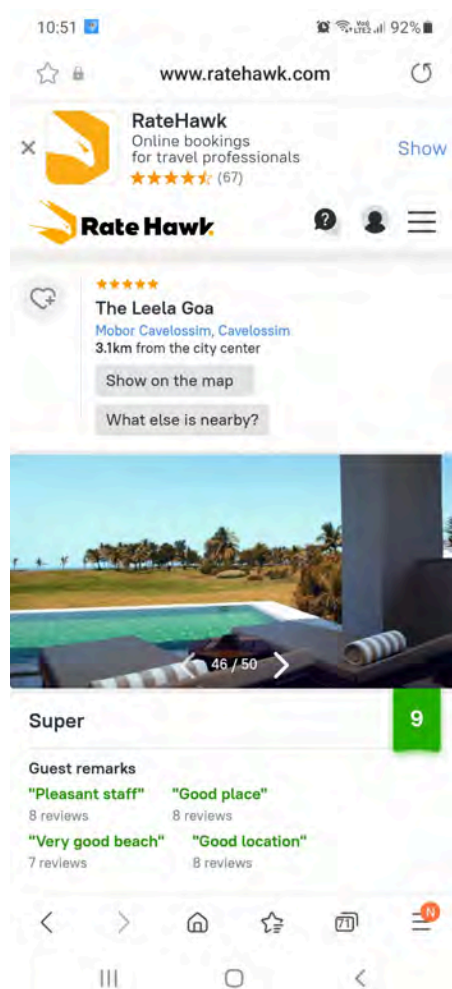 10:51
Vo)) LTE2 92%
www.ratehawk.com
RateHawk
Online bookings
for travel professionals
(67)
Show
RateHawk.
The Leela Goa
Mobor Cavelossim, Cavelossim
3.1km from the city center
Show on the map
What else is nearby?
46 / 50
Super
9
Guest remarks
"Pleasant staff" "Good place"
8 reviews 8 reviews
"Very good beach" "Good location"
7 reviews 8 reviews
71
N